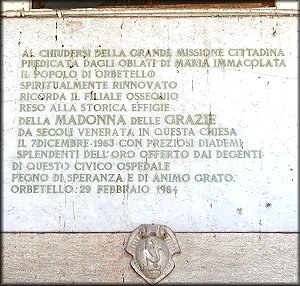 AL CHIUDERSI DELLA GRANDE MISSIONE CITTADINA
PREDICATA DAGLI OBLATI DI MARIA IMMACOLATA
IL POPOLO DI ORBETELLO
SPIRITUALMENTE RINNOVATO
RICORDA IL FILIALE OSSEQUIO
RESO ALLA STORICA EFFIGIE
DELLA MADONNA DELLE GRAZIE
DA SECOLI VENERATA IN QUESTA CHIESA
IL 7 DICEMBRE 1963 CON PREZIOSI DIADEMI
SPLENDENTI DELL'ORO OFFERTO DAI DEGENTI
DI QUESTO CIVICO OSPEDALE
PEGNO DI SPERANZA E DI ANIMO GRATO.
ORBETELLO: 29 FEBBRAIO 1964